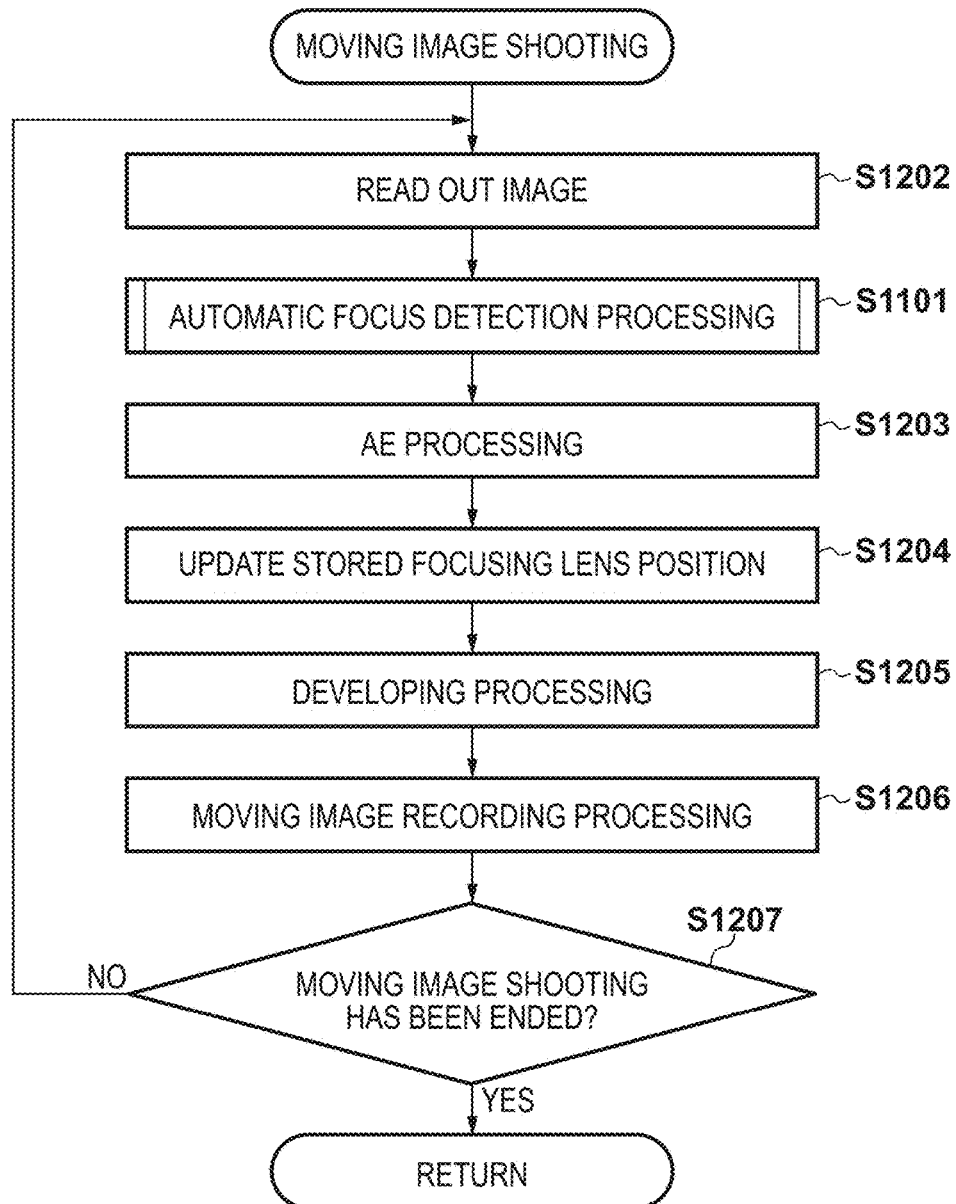 MOVING IMAGE SHOOTING
READ OUT IMAGE
S1202
AUTOMATIC FOCUS DETECTION PROCESSING
S1101
AE PROCESSING
S1203
UPDATE STORED FOCUSING LENS POSITION
S1204
DEVELOPING PROCESSING
S1205
MOVING IMAGE RECORDING PROCESSING
S1206
S1207
NO
MOVING IMAGE SHOOTING
HAS BEEN ENDED?
YES
RETURN